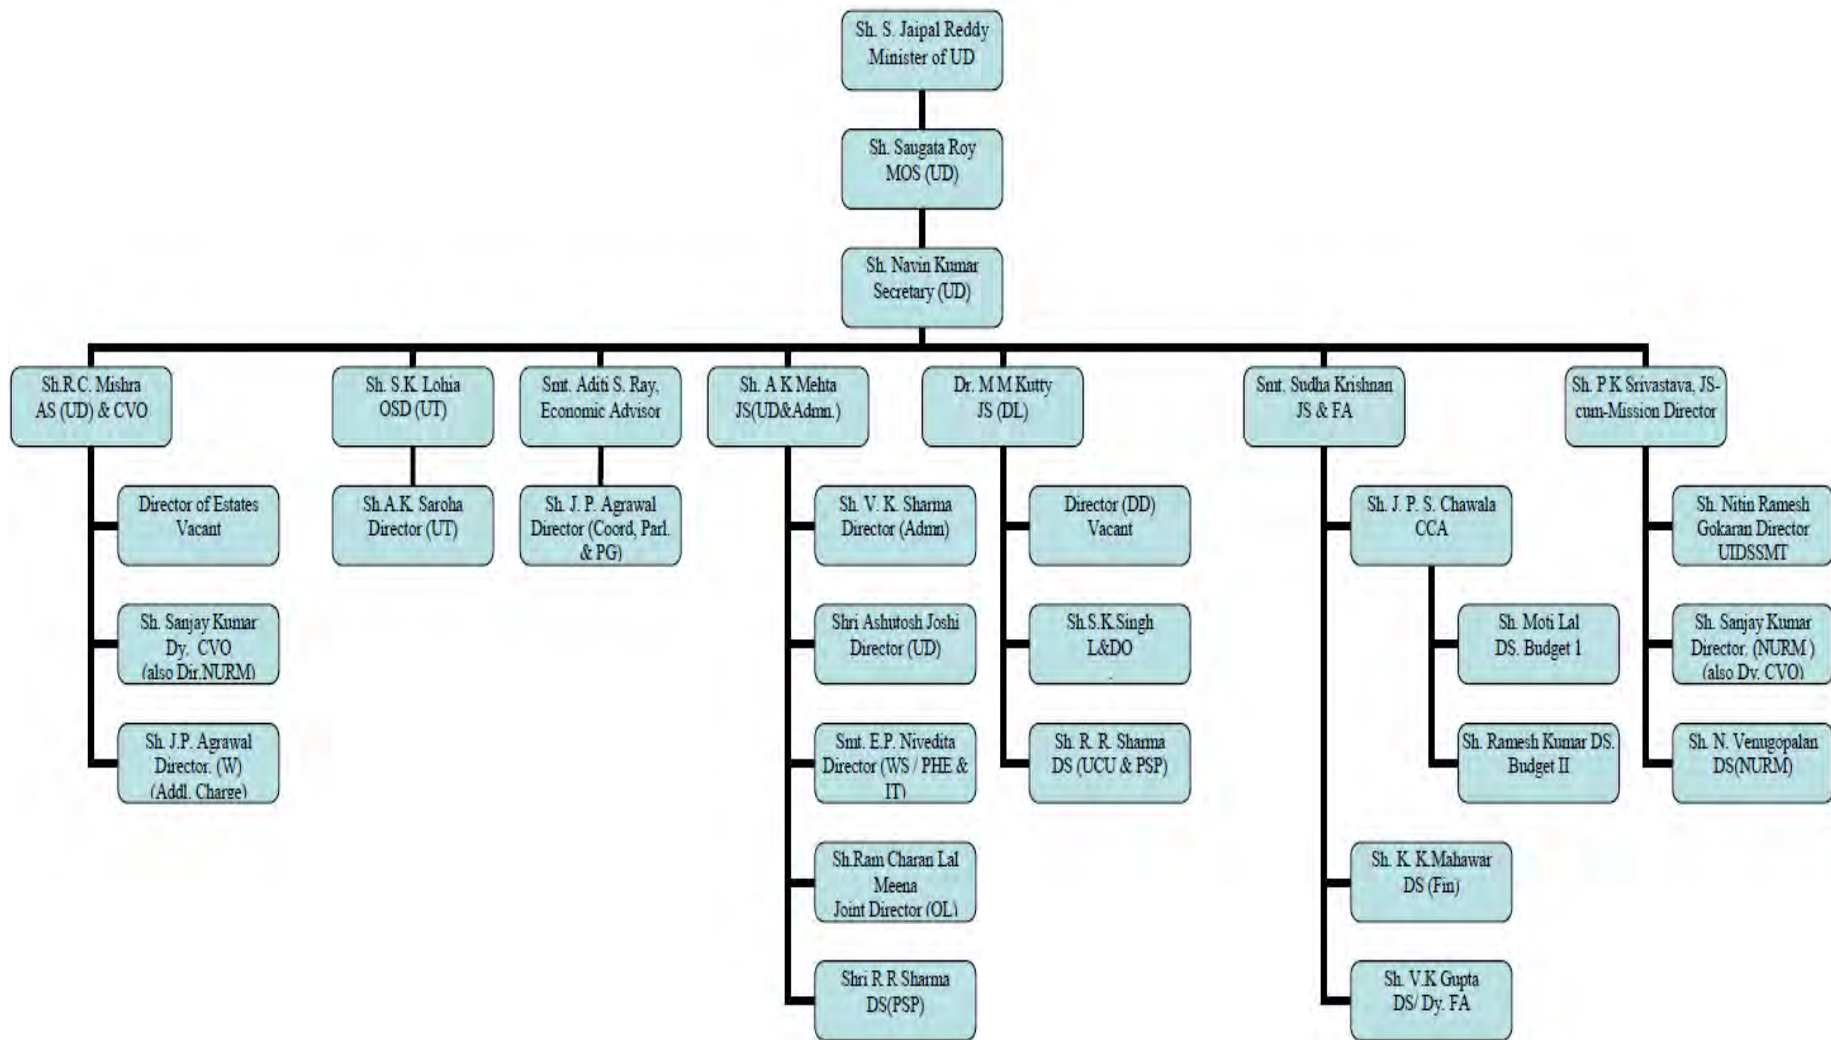 Sh. S. Jaipal Reddy
Minister of UD
Sh. Saugata Roy
MOS (UD)
Sh. Navin Kumar
Secretary (UD)
Sh.R.C. Mishra
AS (UD) & CVO
Sh. S.K. Lohia
OSD (UT)
Smt. Aditi S. Ray,
Economic Advisor
Sh. A K Mehta
JS(UD&Admn.)
Dr. M M Kutty
JS (DL)
Smt. Sudha Krishnan
JS & FA
Sh. P K Srivastava, JS-
cum-Mission Director
Director of Estates
Vacant
Sh. Sanjay Kumar
Dy. CVO
(also Dir.NURM)
Sh. J.P. Agrawal
Director. (W)
(Addl. Charge)
Sh.A.K. Saroha
Director (UT)
Sh. J. P. Agrawal
Director (Coord, Parl.
& PG)
Sh. V. K. Sharma
Director (Admn)
Shri Ashutosh Joshi
Director (UD)
Smt. E.P. Nivedita
Director (WS / PHE &
IT)
Sh.Ram Charan Lal
Meena
Joint Director (OL)
Shri R R Sharma
DS(PSP)
Director (DD)
Vacant
Sh.S.K.Singh
L&DO
.
Sh. R. R. Sharma
DS (UCU & PSP)
Sh. J. P. S. Chawala
CCA
Sh. Moti Lal
DS. Budget 1
Sh. Ramesh Kumar DS.
Budget II
Sh. K. K.Mahawar
DS (Fin)
Sh. V.K Gupta
DS/ Dy. FA
Sh. Nitin Ramesh
Gokaran Director
UIDSSMT
Sh. Sanjay Kumar
Director. (NURM )
(also Dy. CVO)
Sh. N. Venugopalan
DS(NURM)